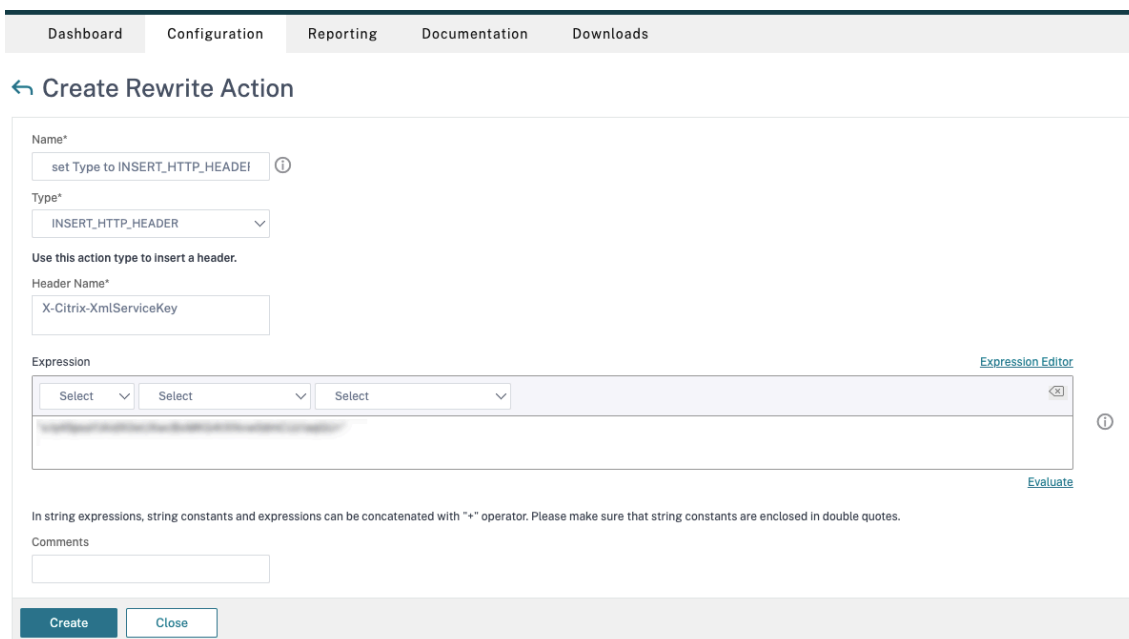 Dashboard Configuration Reporting Documentation Downloads
Create Rewrite Action
Name*
set Type to INSERT_HTTP_HEADER
Type*
INSERT_HTTP_HEADER
Use this action type to insert a header.
Header Name*
X-Citrix-XmlServiceKey
Expression Expression Editor
Select Select Select
Evaluate
In string expressions, string constants and expressions can be concatenated with "+" operator. Please make sure that string constants are enclosed in double quotes.
Comments
Create Close